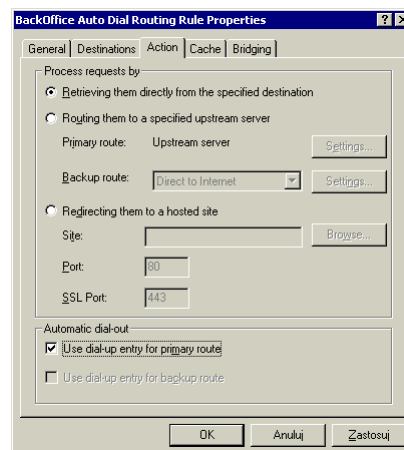 BackOffice Auto Dial Routing Rule Properties
General Destinations Action Cache Bridging
Process requests by
Retrieving them directly from the specified destination
Routing them to a specified upstream server
Primary route: Upstream server Settings...
Backup route: Direct to Internet Settings...
Redirecting them to a hosted site
Site: Browse...
Port: 80
SSL Port: 443
Automatic dial-out
Use dial-up entry for primary route
Use dial-up entry for backup route
OK Anuluj Zastosuj